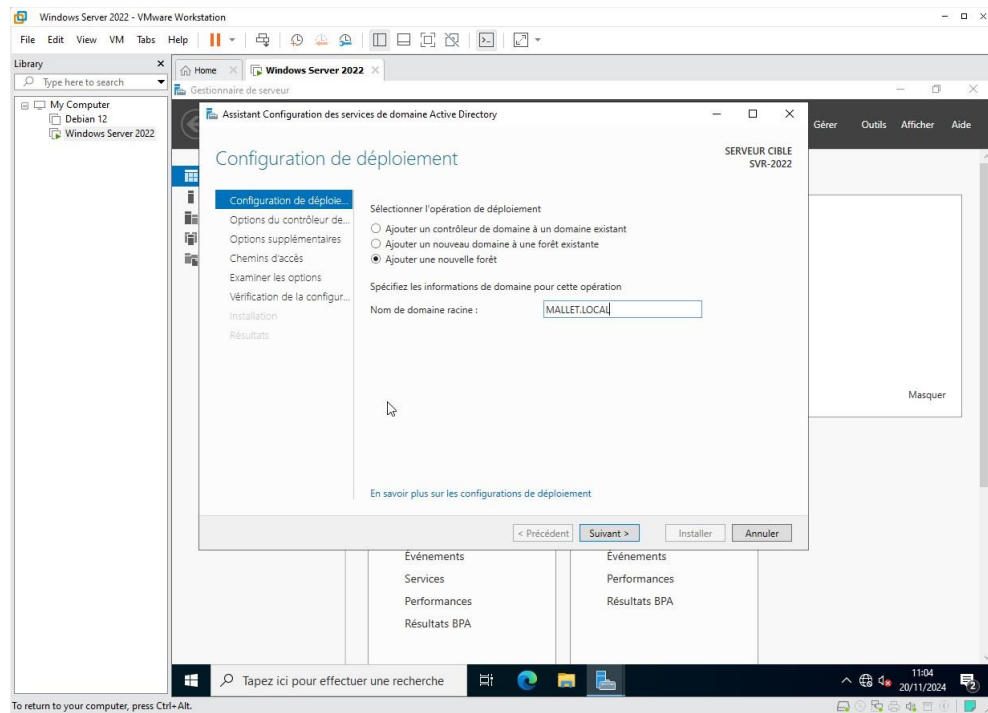 Windows Server 2022 - VMware Workstation
File Edit View VM Tabs Help
Library
Type here to search
My Computer
Debian 12
Windows Server 2022
Home
Windows Server 2022
Gestionnaire de serveur
Gérer Outils Afficher Aide
Assistant Configuration des services de domaine Active Directory
Configuration de déploiement
SERVEUR CIBLE
SVR-2022
Configuration de déploie...
Options du contrôleur de...
Options supplémentaires
Chemins d'accès
Examiner les options
Vérification de la configur...
Installation
Résultats
Sélectionner l'opération de déploiement
Ajouter un contrôleur de domaine à un domaine existant
Ajouter un nouveau domaine à une forêt existante
Ajouter une nouvelle forêt
Spécifiez les informations de domaine pour cette opération
Nom de domaine racine : MALLET.LOCAL
En savoir plus sur les configurations de déploiement
< Précédent Suivant > Installer Annuler
Masquer
Événements
Services
Performances
Résultats BPA
Événements
Performances
Résultats BPA
Tapez ici pour effectuer une recherche
11:04
20/11/2024
2
To return to your computer, press Ctrl+Alt.